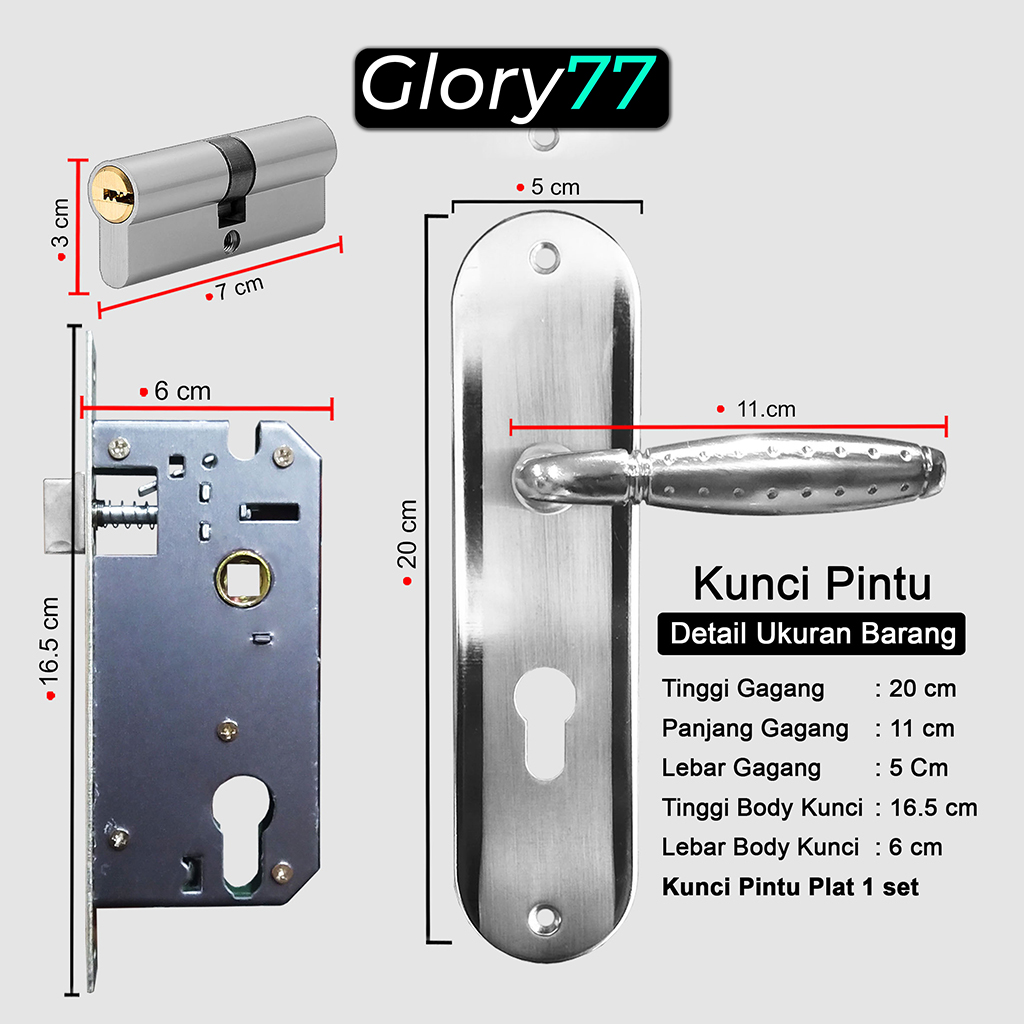 Glory77
5 cm
3 cm
7 cm
6 cm
11.cm
20 cm
16.5 cm
Kunci Pintu
Detail Ukuran Barang
Tinggi Gagang : 20 cm
Panjang Gagang : 11 cm
Lebar Gagang : 5 Cm
Tinggi Body Kunci : 16.5 cm
Lebar Body Kunci : 6 cm
Kunci Pintu Plat 1 set